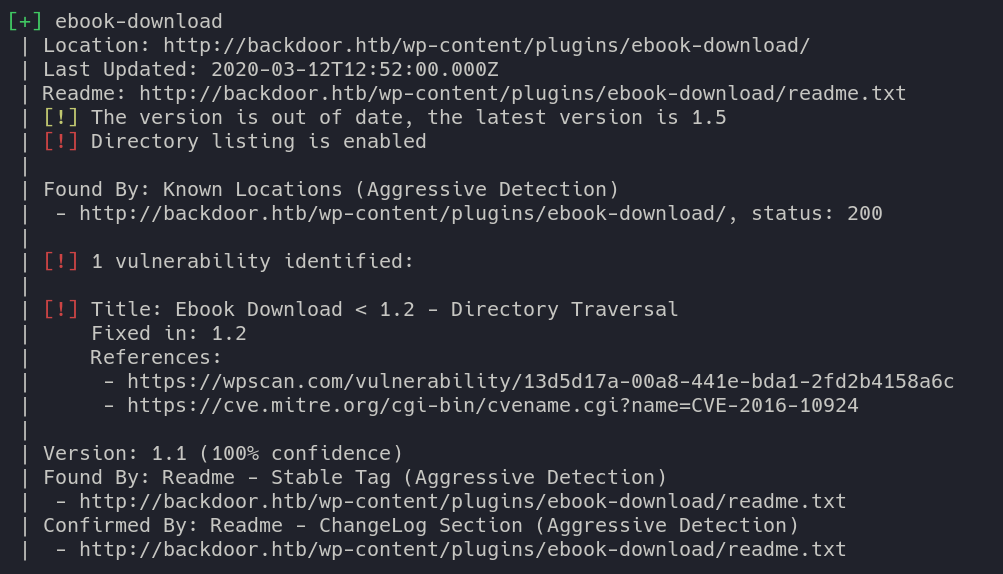 [+] ebook-download
| Location: http://backdoor.htb/wp-content/plugins/ebook-download/
| Last Updated: 2020-03-12T12:52:00.000Z
| Readme: http://backdoor.htb/wp-content/plugins/ebook-download/readme.txt
| [!] The version is out of date, the latest version is 1.5
| [!] Directory listing is enabled
|
| Found By: Known Locations (Aggressive Detection)
|  - http://backdoor.htb/wp-content/plugins/ebook-download/, status: 200
|
| [!] 1 vulnerability identified:
|
| [!] Title: Ebook Download < 1.2 - Directory Traversal
|     Fixed in: 1.2
|     References:
|      - https://wpscan.com/vulnerability/13d5d17a-00a8-441e-bda1-2fd2b4158a6c
|      - https://cve.mitre.org/cgi-bin/cvename.cgi?name=CVE-2016-10924
|
| Version: 1.1 (100% confidence)
| Found By: Readme - Stable Tag (Aggressive Detection)
|  - http://backdoor.htb/wp-content/plugins/ebook-download/readme.txt
| Confirmed By: Readme - ChangeLog Section (Aggressive Detection)
|  - http://backdoor.htb/wp-content/plugins/ebook-download/readme.txt